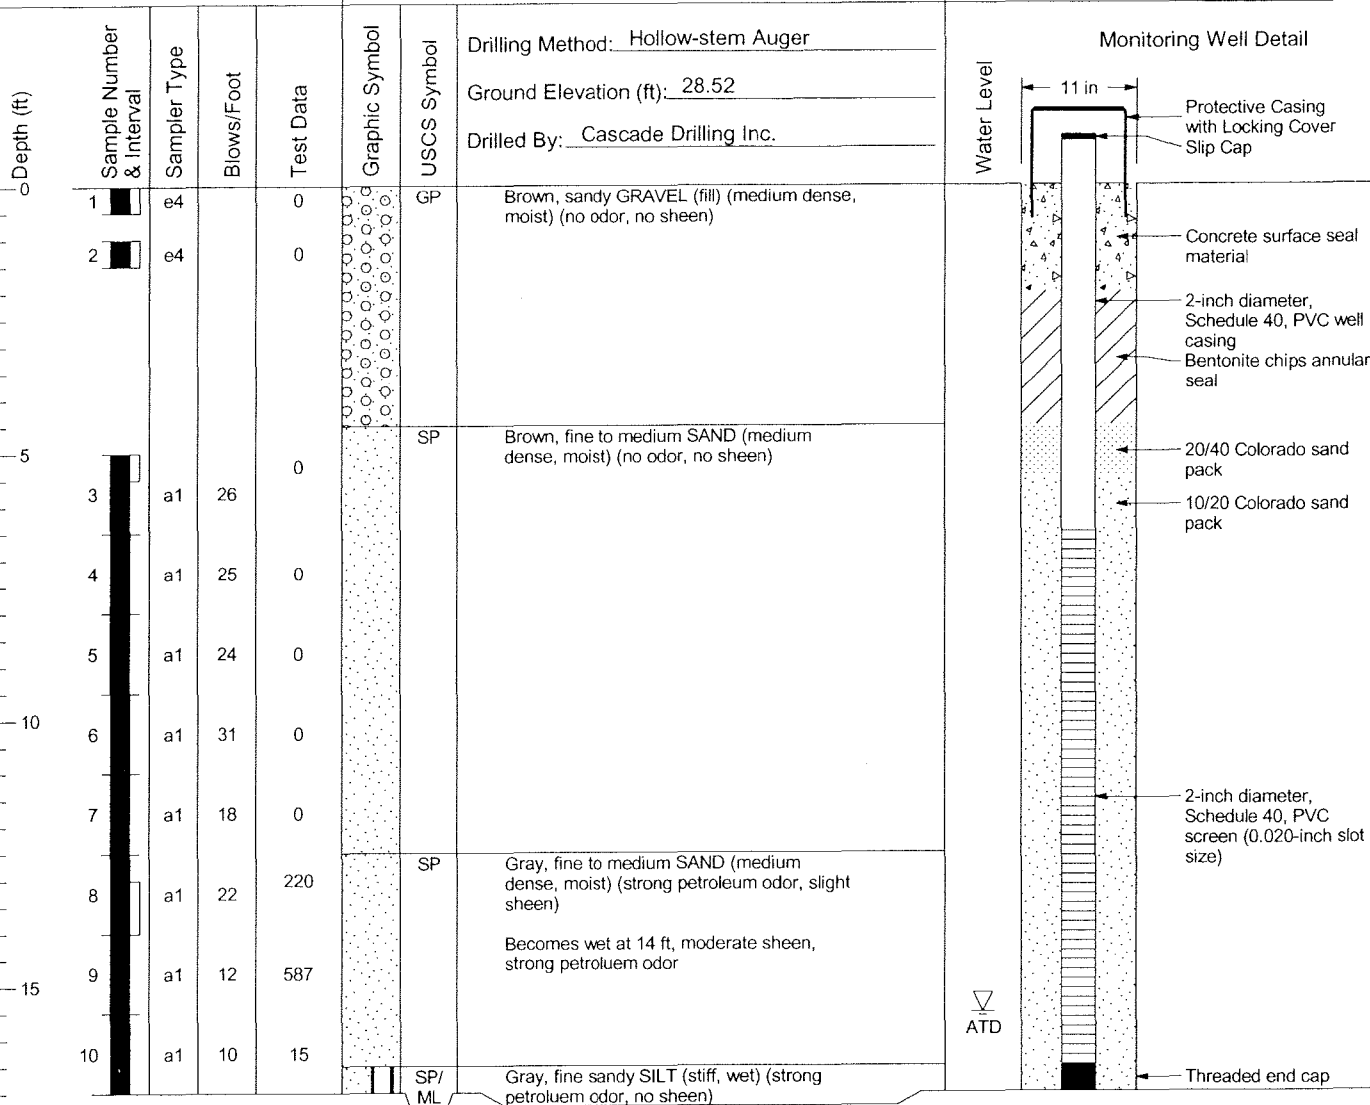 Depth (ft)
Sample Number
& Interval
Sampler Type
Blows/Foot
Test Data
Graphic Symbol
USCS Symbol
Drilling Method: Hollow-stem Auger
Ground Elevation (ft): 28.52
Drilled By: Cascade Drilling Inc.
Water Level
Monitoring Well Detail
11 in
Protective Casing
with Locking Cover
Slip Cap
0
1 e4 0
GP
Brown, sandy GRAVEL (fill) (medium dense,
moist) (no odor, no sheen)
2 e4 0
Concrete surface seal
material
2-inch diameter,
Schedule 40, PVC well
casing
Bentonite chips annular
seal
SP
Brown, fine to medium SAND (medium
dense, moist) (no odor, no sheen)
5
0
3 a1 26
20/40 Colorado sand
pack
10/20 Colorado sand
pack
4 a1 25 0
5 a1 24 0
10
6 a1 31 0
7 a1 18 0
2-inch diameter,
Schedule 40, PVC
screen (0.020-inch slot
size)
SP
Gray, fine to medium SAND (medium
dense, moist) (strong petroleum odor, slight
sheen)
8 a1 22 220
Becomes wet at 14 ft, moderate sheen,
strong petroluem odor
9 a1 12 587
15
ATD
10 a1 10 15
SP/
ML
Gray, fine sandy SILT (stiff, wet) (strong
petroluem odor, no sheen)
Threaded end cap